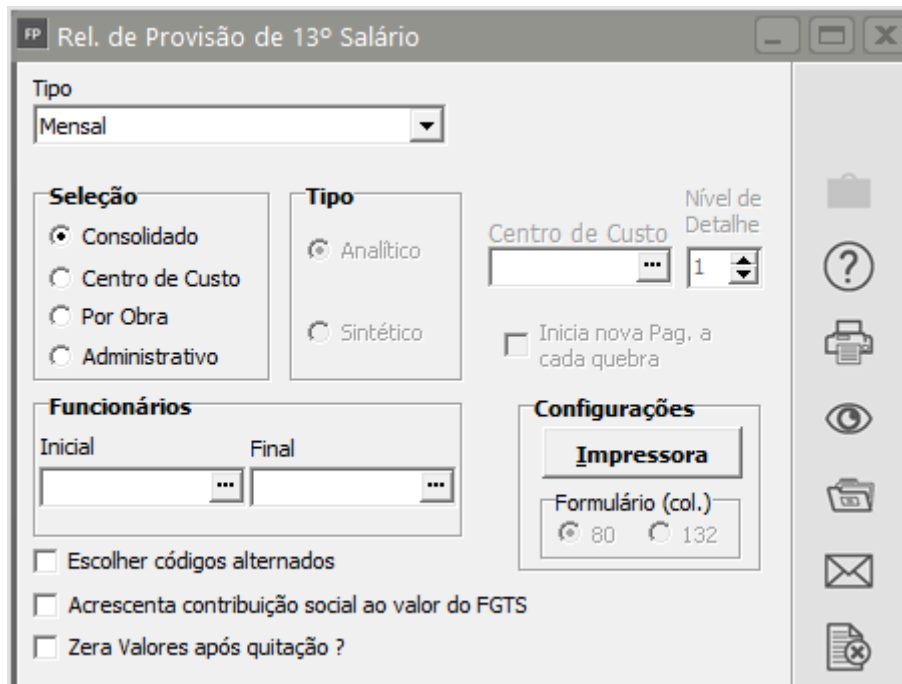 FP Rel. de Provisão de 13º Salário
Tipo
Mensal
Seleção
Consolidado
Centro de Custo
Por Obra
Administrativo
Tipo
Analítico
Sintético
Centro de Custo
...
Nível de
Detalhe
1
Inicia nova Pag. a
cada quebra
Funcionários
Inicial
Final
...
...
Configurações
Impressora
Formulário (col.)
80
132
Escolher códigos alternados
Acrescenta contribuição social ao valor do FGTS
Zera Valores após quitação ?